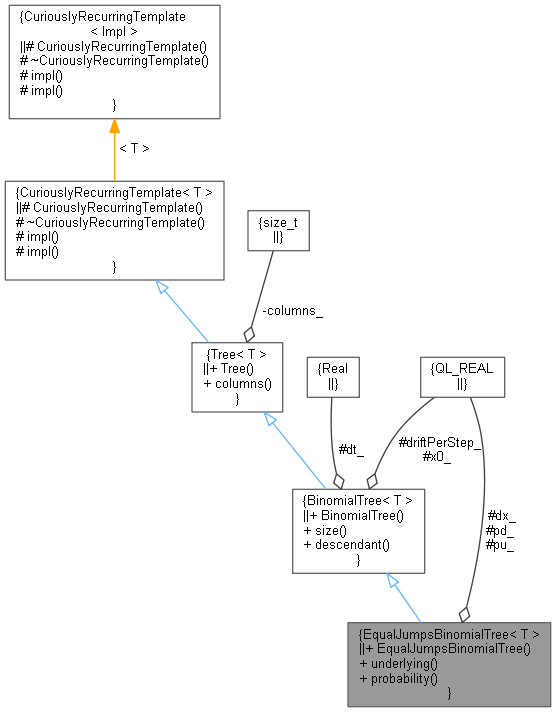 {CuriouslyRecurringTemplate
< Impl >
||# CuriouslyRecurringTemplate()
# ~CuriouslyRecurringTemplate()
# impl()
# impl()
}
< T >
{CuriouslyRecurringTemplate< T >
||# CuriouslyRecurringTemplate()
# ~CuriouslyRecurringTemplate()
# impl()
# impl()
}
{size_t
||}
-columns_
{Tree< T >
||+ Tree()
+ columns()
}
{Real
||}
{QL_REAL
||}
#dt_
#driftPerStep_
#x0_
{BinomialTree< T >
||+ BinomialTree()
+ size()
+ descendant()
}
#dx_
#pd_
#pu_
{EqualJumpsBinomialTree< T >
||+ EqualJumpsBinomialTree()
+ underlying()
+ probability()
}